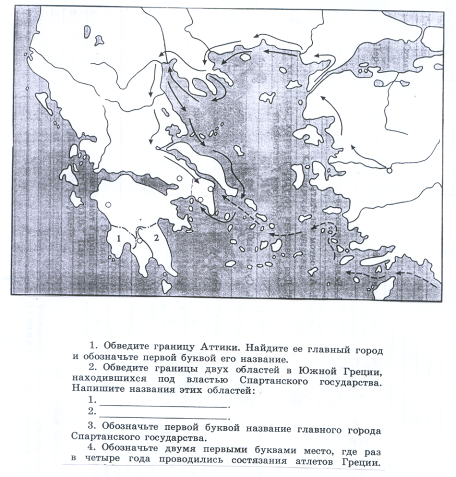 1
2
1. Обведите границу Аттики. Найдите ее главный город
и обозначьте первой буквой его название.
2. Обведите границы двух областей в Южной Греции,
находившихся под властью Спартанского государства.
Напишите названия этих областей:
1. ____________________.
2. ____________________.
3. Обозначьте первой буквой название главного города
Спартанского государства.
4. Обозначьте двумя первыми буквами место, где раз
в четыре года проводились состязания атлетов Греции.